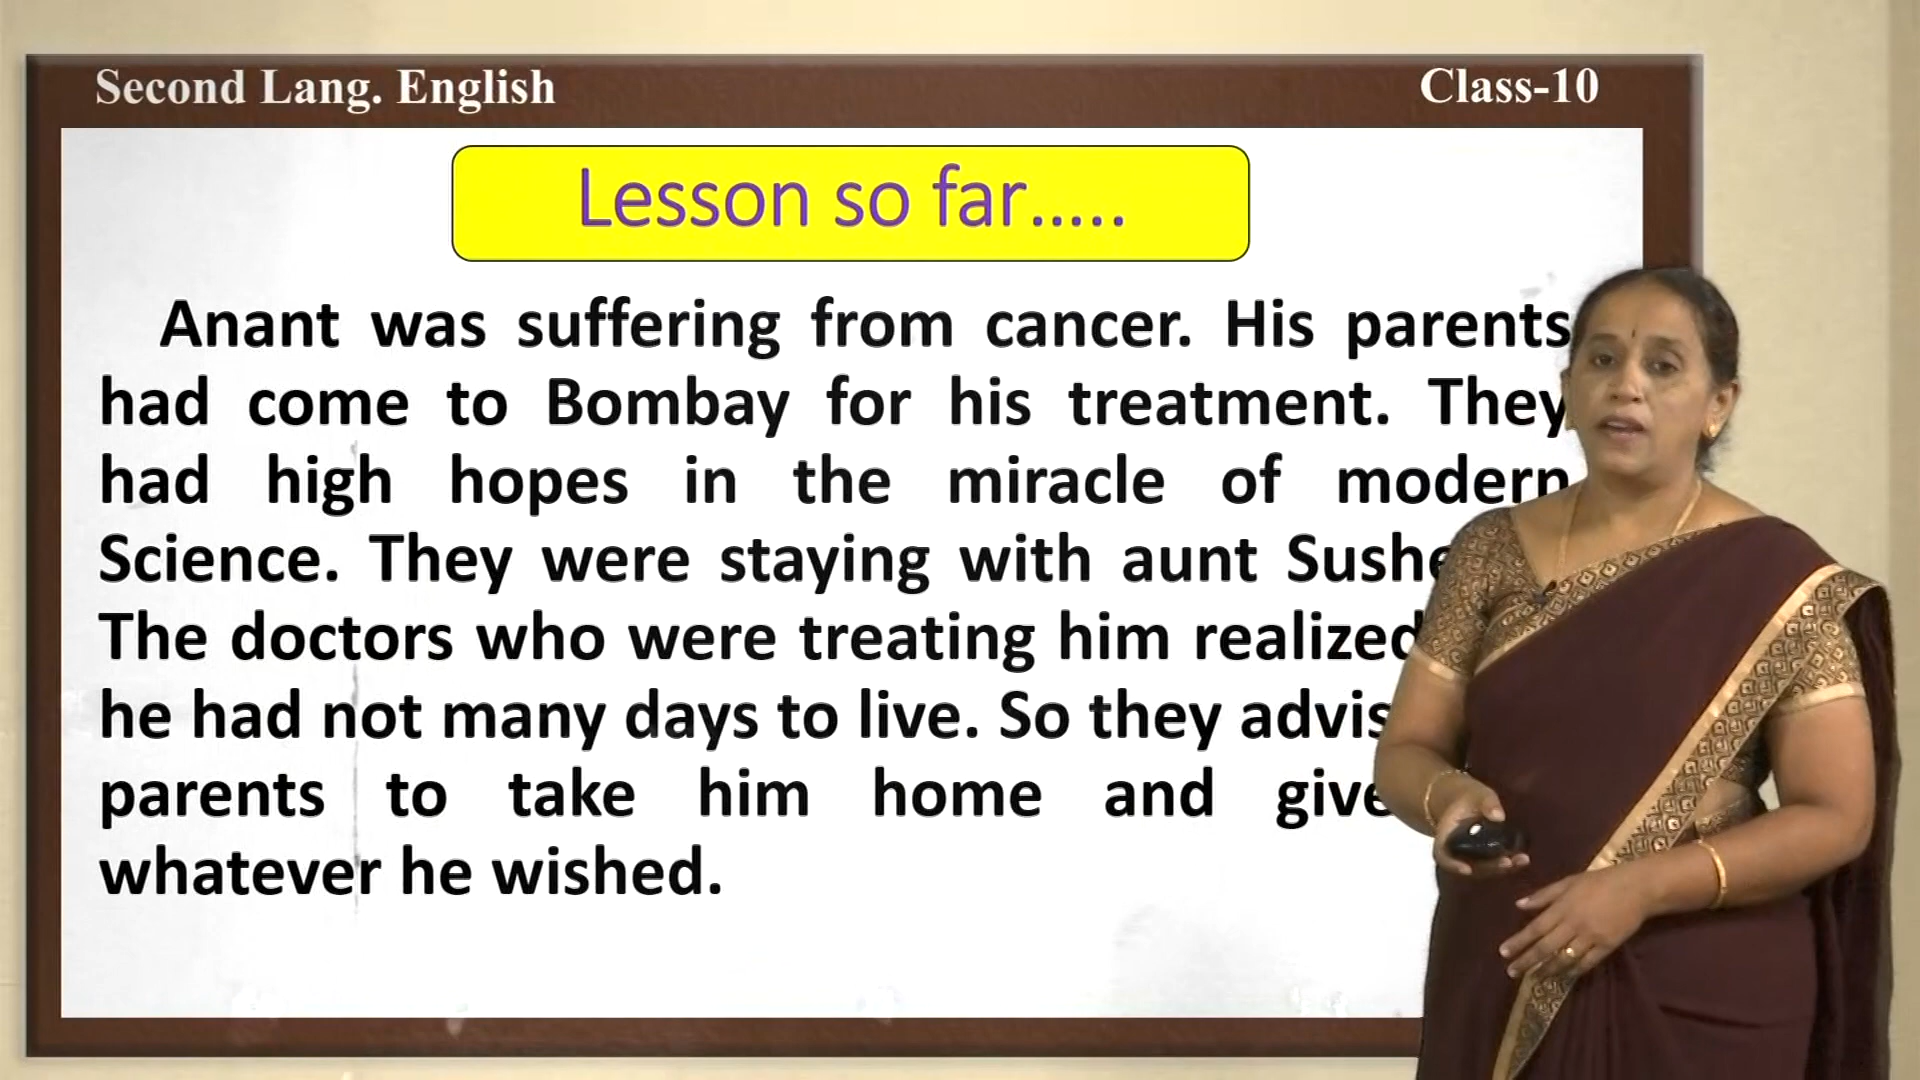 Second Lang. English
Class-10
Lesson so far.....
Anant was suffering from cancer. His parents
had come to Bombay for his treatment. They
had high hopes in the miracle of modern
Science. They were staying with aunt
The doctors who were treating him realized
he had not many days to live. So they
parents to take him home and give
whatever he wished.